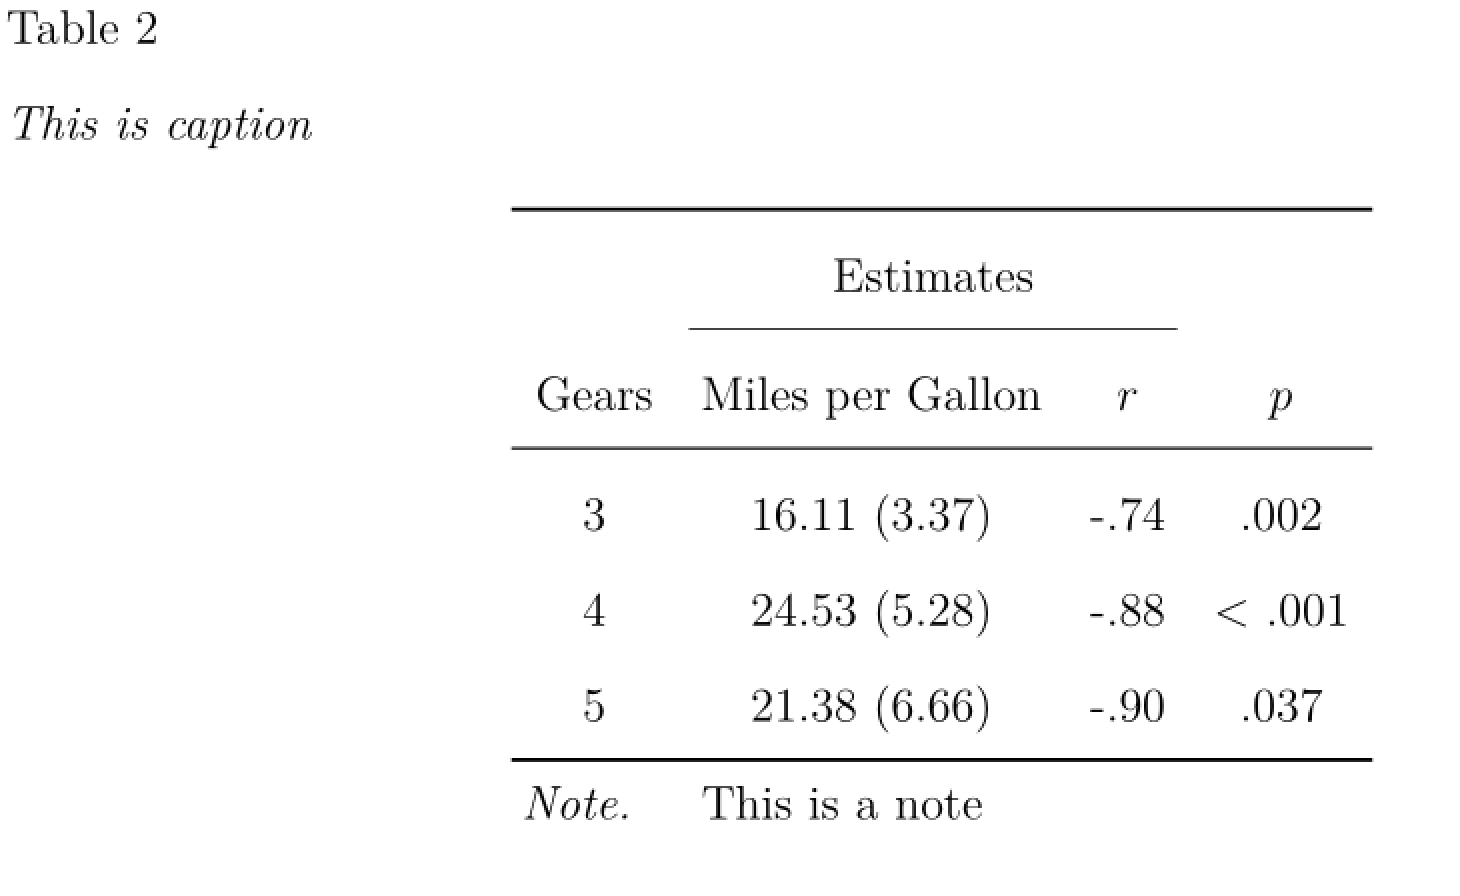 Table 2
This is caption
Estimates
Gears Miles per Gallon r p
3 16.11 (3.37) -.74 .002
4 24.53 (5.28) -.88 < .001
5 21.38 (6.66) -.90 .037
Note. This is a note